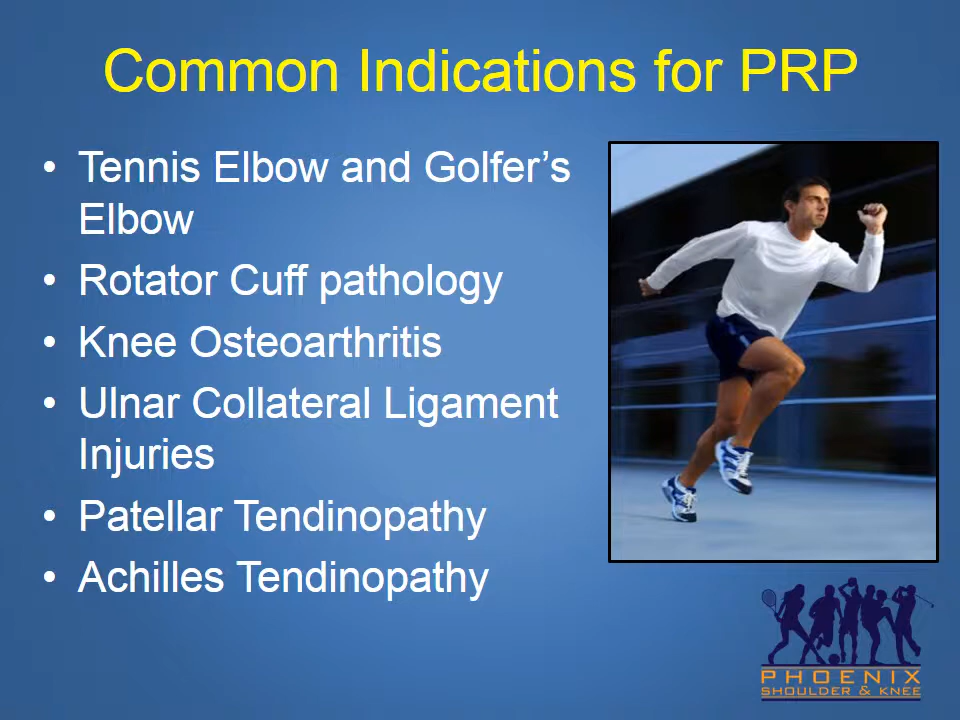 Common Indications for PRP
• Tennis Elbow and Golfer’s
Elbow
• Rotator Cuff pathology
• Knee Osteoarthritis
• Ulnar Collateral Ligament
Injuries
• Patellar Tendinopathy
• Achilles Tendinopathy
PHOENIX
SHOULDER & KNEE